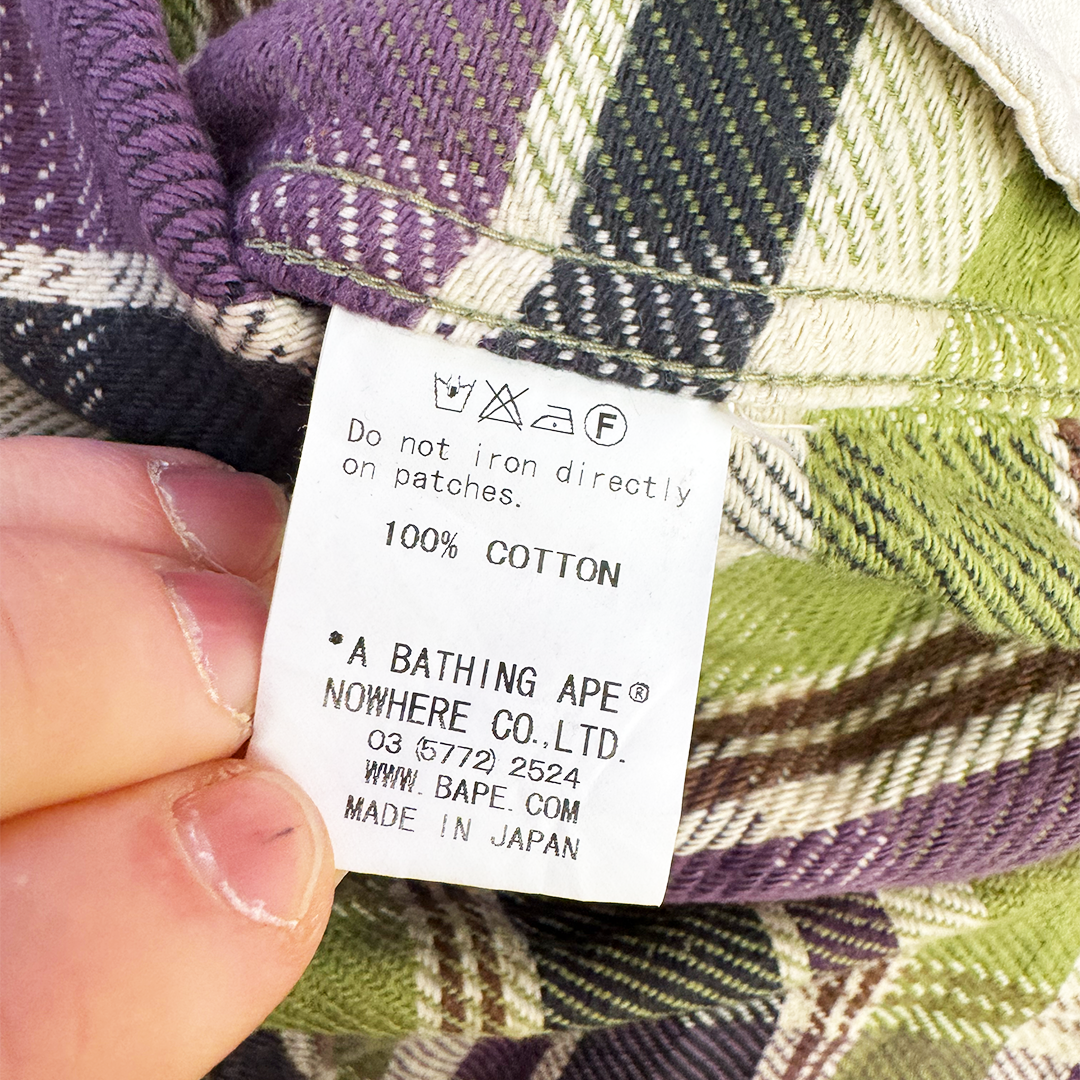 F
Do not iron directly
on patches.
100% COTTON
*A BATHING APE®
NOWHERE CO.,LTD.
03 (5772) 2524
WWW. BAPE. COM
MADE IN JAPAN